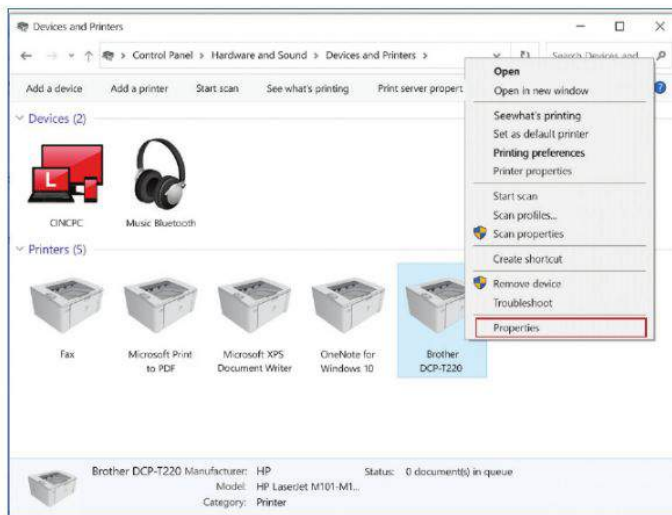 Devices and Printers
Control Panel > Hardware and Sound > Devices and Printers >
Search Devices and
Add a device Add a printer Start scan See what's printing Print server propert
Devices (2)
L
CINCPC
Music Bluetooth
Printers (5)
Fax
Microsoft Print
to PDF
Microsoft XPS
Document Writer
OneNote for
Windows 10
Brother
DCP-T220
Open
Open in new window
Seewhat's printing
Set as default printer
Printing preferences
Printer properties
Start scan
Scan profiles...
Scan properties
Create shortcut
Remove device
Troubleshoot
Properties
Brother DCP-T220 Manufacturer: HP Status: 0 document(s) in queue
Model: HP LaserJet M101-M1...
Category: Printer